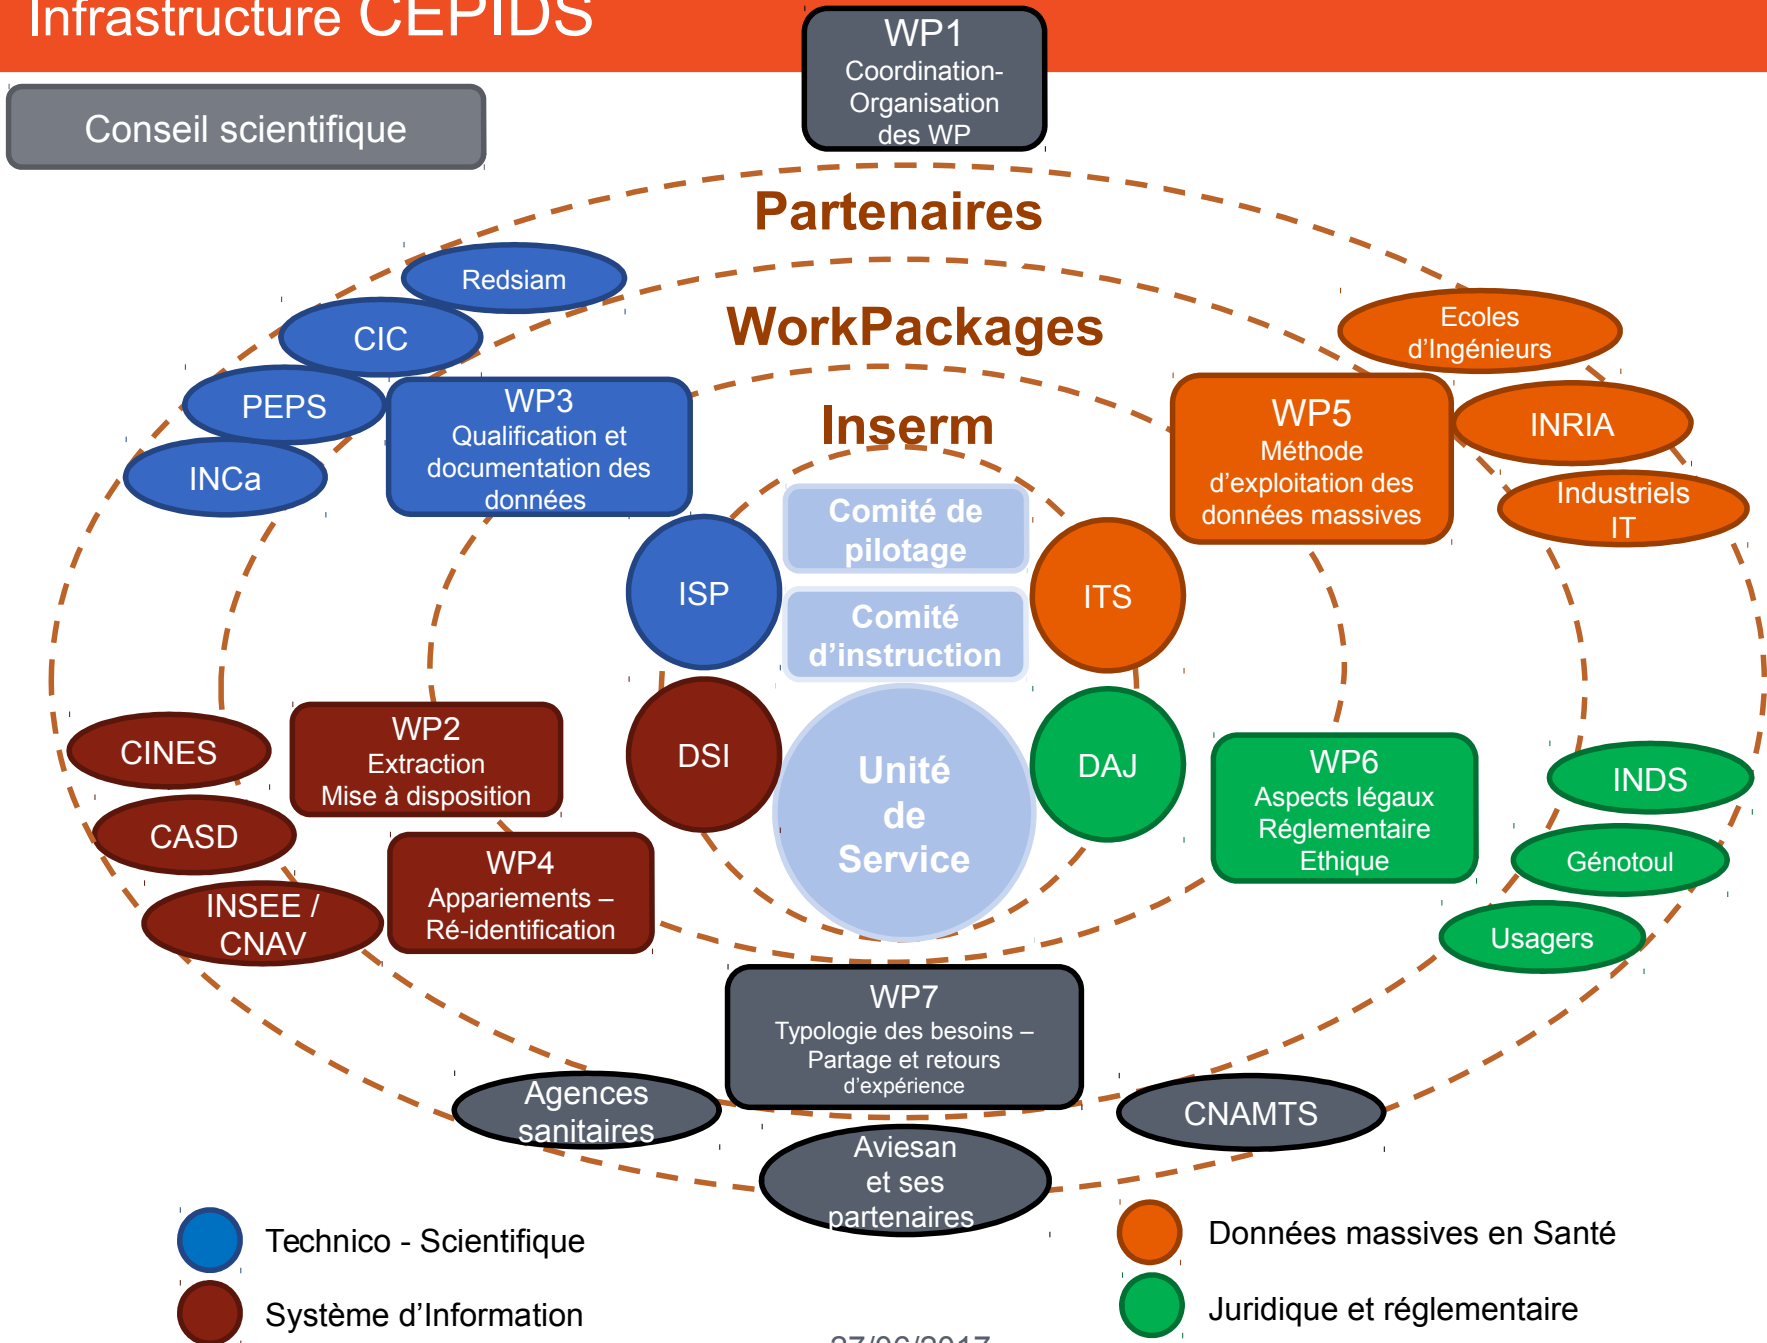 Infrastructure CEPIDS
WP1
Coordination-
Organisation
des WP
Conseil scientifique
Partenaires
WorkPackages
Inserm
Redsiam
CIC
PEPS
INCa
WP3
Qualification et
documentation des
données
Ecoles
d’Ingénieurs
INRIA
Industriels
IT
WP5
Méthode
d’exploitation des
données massives
Comité de
pilotage
Comité
d’instruction
Unité
de
Service
ISP
ITS
DSI
DAJ
CINES
CASD
INSEE /
CNAV
WP2
Extraction
Mise à disposition
WP4
Appariements –
Ré-identification
WP6
Aspects légaux
Réglementaire
Ethique
INDS
Génotoul
Usagers
WP7
Typologie des besoins –
Partage et retours
d’expérience
Agences
sanitaires
Aviesan
et ses
partenaires
CNAMTS
Technico - Scientifique
Système d’Information
Données massives en Santé
Juridique et réglementaire
27/06/2017